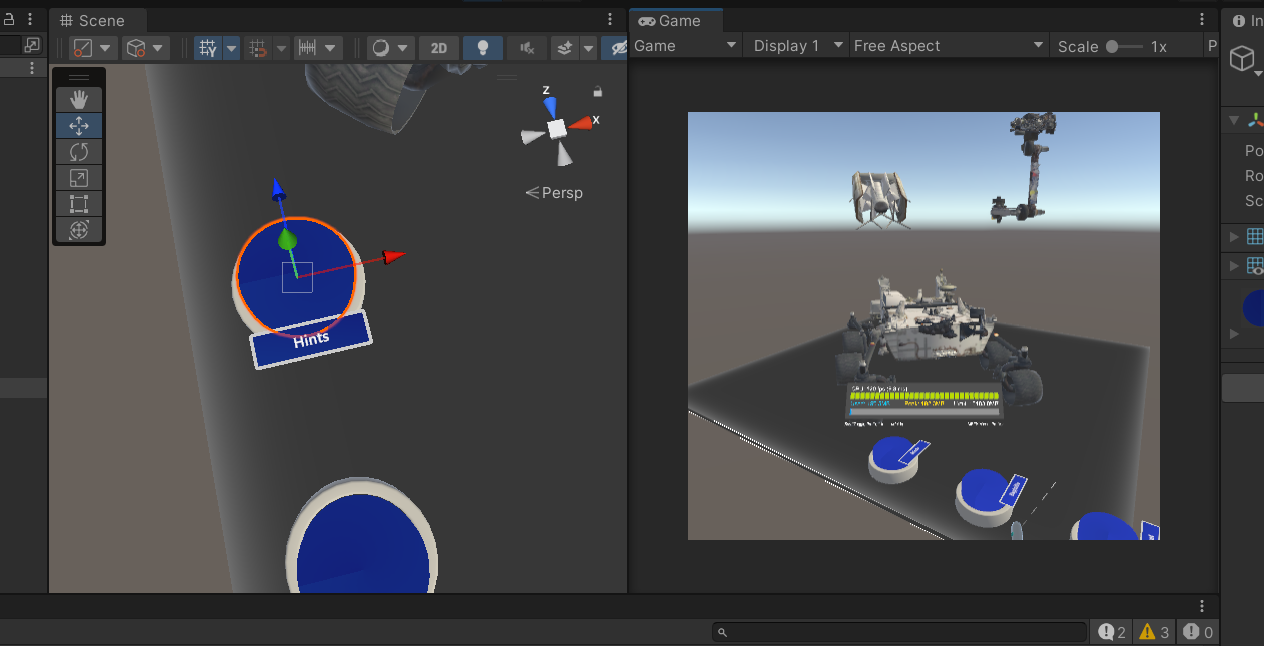 Scene
Game
In
2D
Game
Display 1
Free Aspect
Scale
1x
P
z
x
Persp
Po
Ro
Sc
Hints
2
3
0